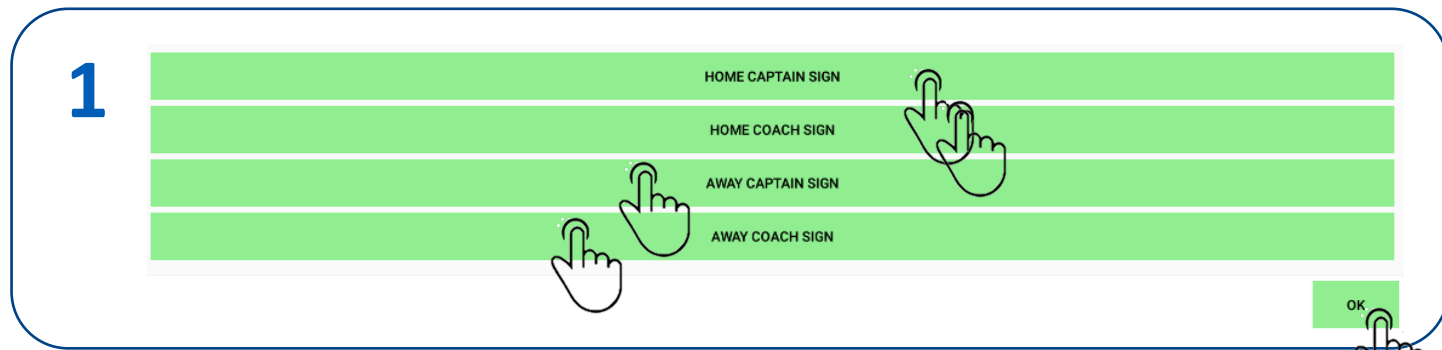 1
HOME CAPTAIN SIGN
HOME COACH SIGN
AWAY CAPTAIN SIGN
AWAY COACH SIGN
OK